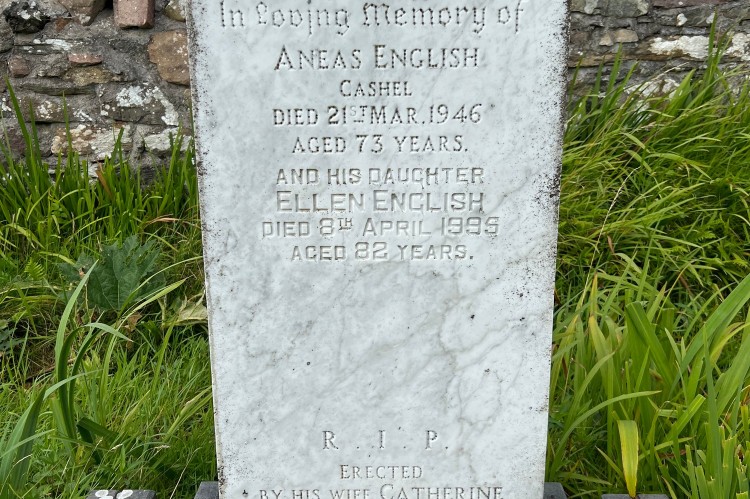 In Loving Memory of
ANEAS ENGLISH
CASHEL
DIED 21ST MAR. 1946
AGED 73 YEARS.
AND HIS DAUGHTER
ELLEN ENGLISH
DIED 8TH APRIL 1995
AGED 82 YEARS.
R. I P.
ERECTED
BY HIS WIFE CATHERINE